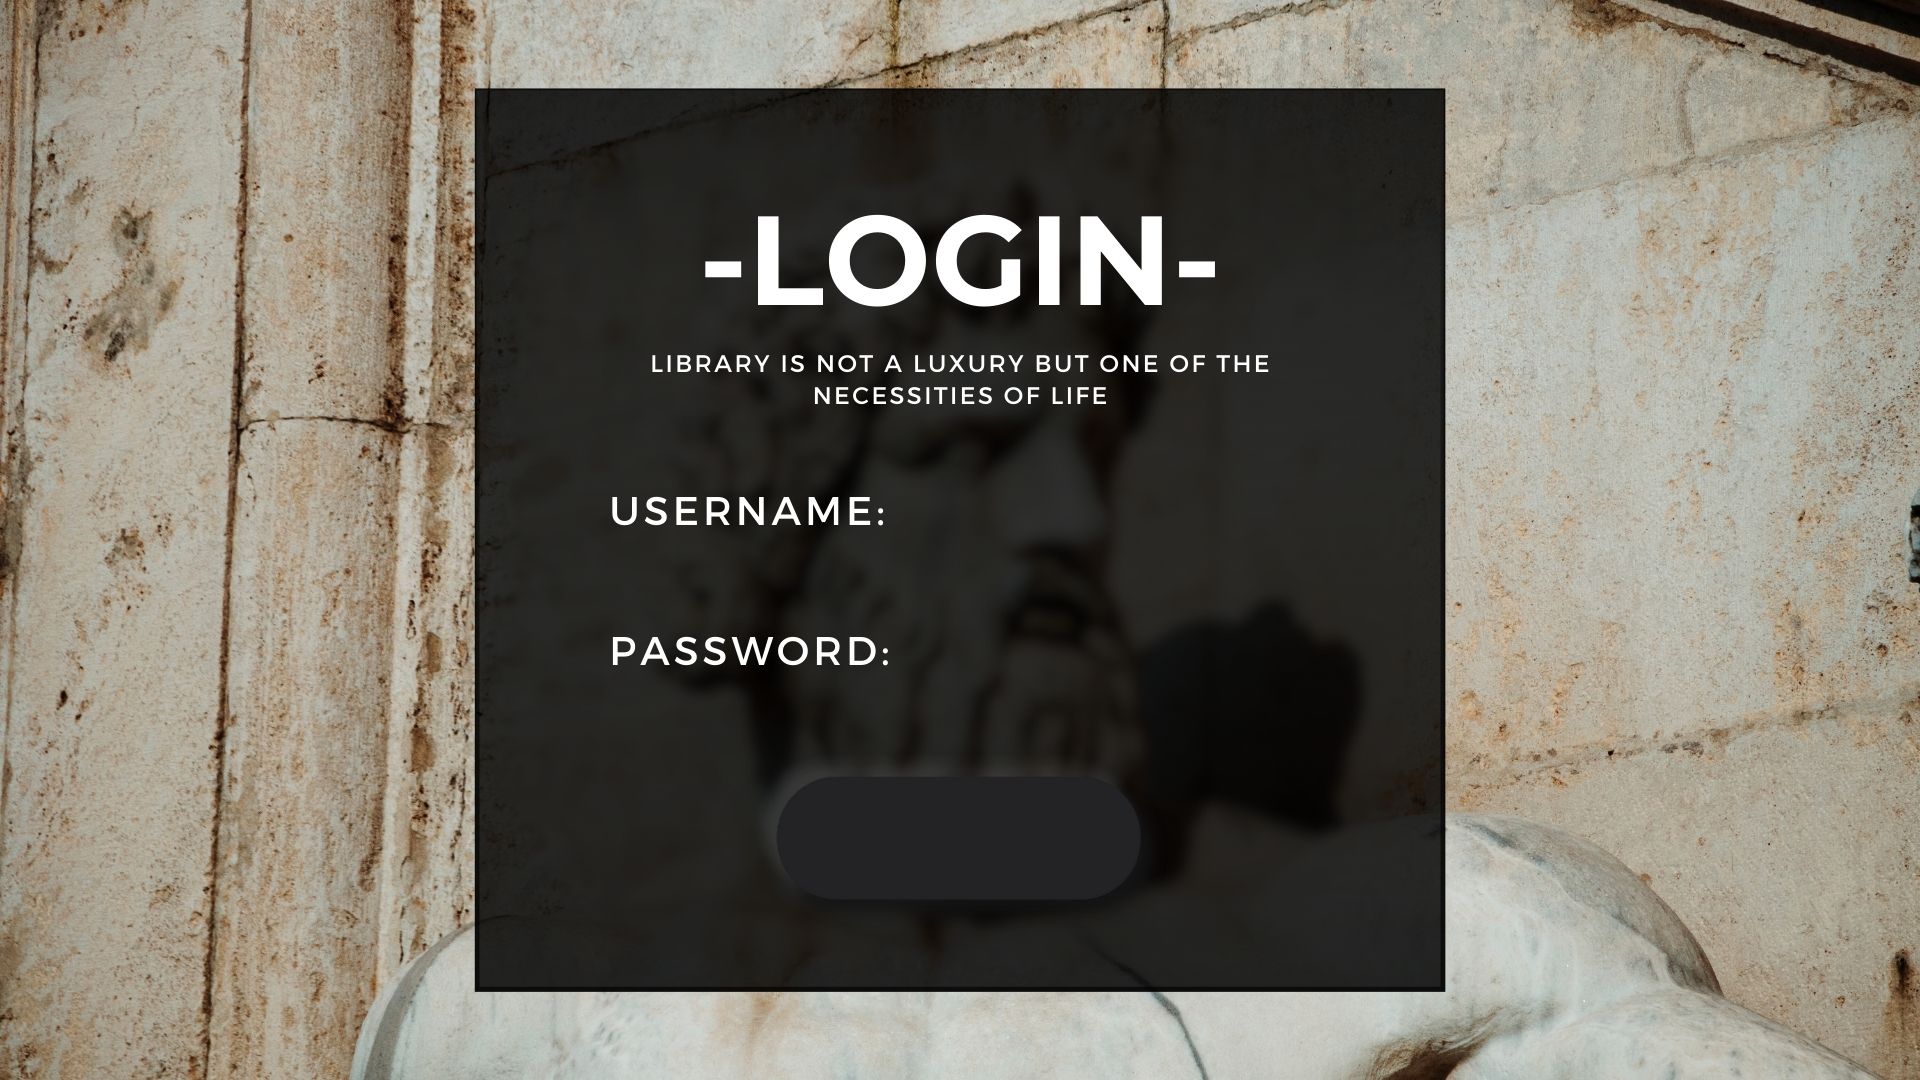 -LOGIN-
LIBRARY IS NOT A LUXURY BUT ONE OF THE
NECESSITIES OF LIFE
USERNAME:
PASSWORD: